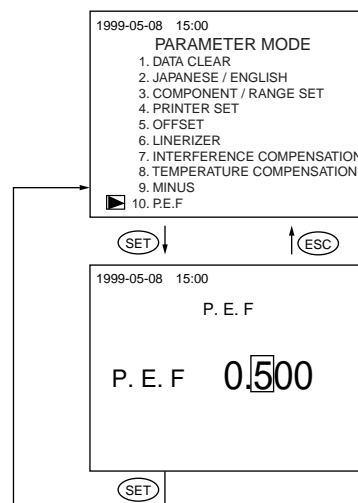 1999-05-08 15:00
PARAMETER MODE
1. DATA CLEAR
2. JAPANESE / ENGLISH
3. COMPONENT / RANGE SET
4. PRINTER SET
5. OFFSET
6. LINERIZER
7. INTERFERENCE COMPENSATION
8. TEMPERATURE COMPENSATION
9. MINUS
10. P.E.F
SET
ESC
1999-05-08 15:00
P. E. F
P. E. F 0.500
SET